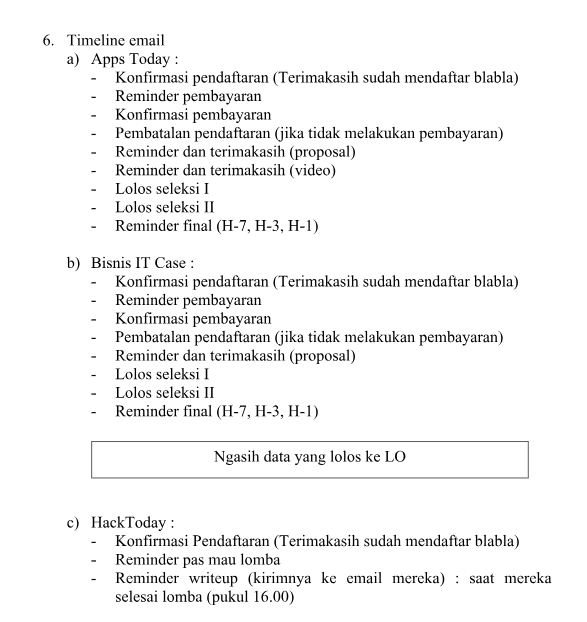 6. Timeline email
a) Apps Today :
- Konfirmasi pendaftaran (Terimakasih sudah mendaftar blabla)
- Reminder pembayaran
- Konfirmasi pembayaran
- Pembatalan pendaftaran (jika tidak melakukan pembayaran)
- Reminder dan terimakasih (proposal)
- Reminder dan terimakasih (video)
- Lolos seleksi I
- Lolos seleksi II
- Reminder final (H-7, H-3, H-1)
b) Bisnis IT Case :
- Konfirmasi pendaftaran (Terimakasih sudah mendaftar blabla)
- Reminder pembayaran
- Konfirmasi pembayaran
- Pembatalan pendaftaran (jika tidak melakukan pembayaran)
- Reminder dan terimakasih (proposal)
- Lolos seleksi I
- Lolos seleksi II
- Reminder final (H-7, H-3, H-1)
Ngasih data yang lolos ke LO
c) HackToday :
- Konfirmasi Pendaftaran (Terimakasih sudah mendaftar blabla)
- Reminder pas mau lomba
- Reminder writeup (kirimnya ke email mereka) : saat mereka
selesai lomba (pukul 16.00)